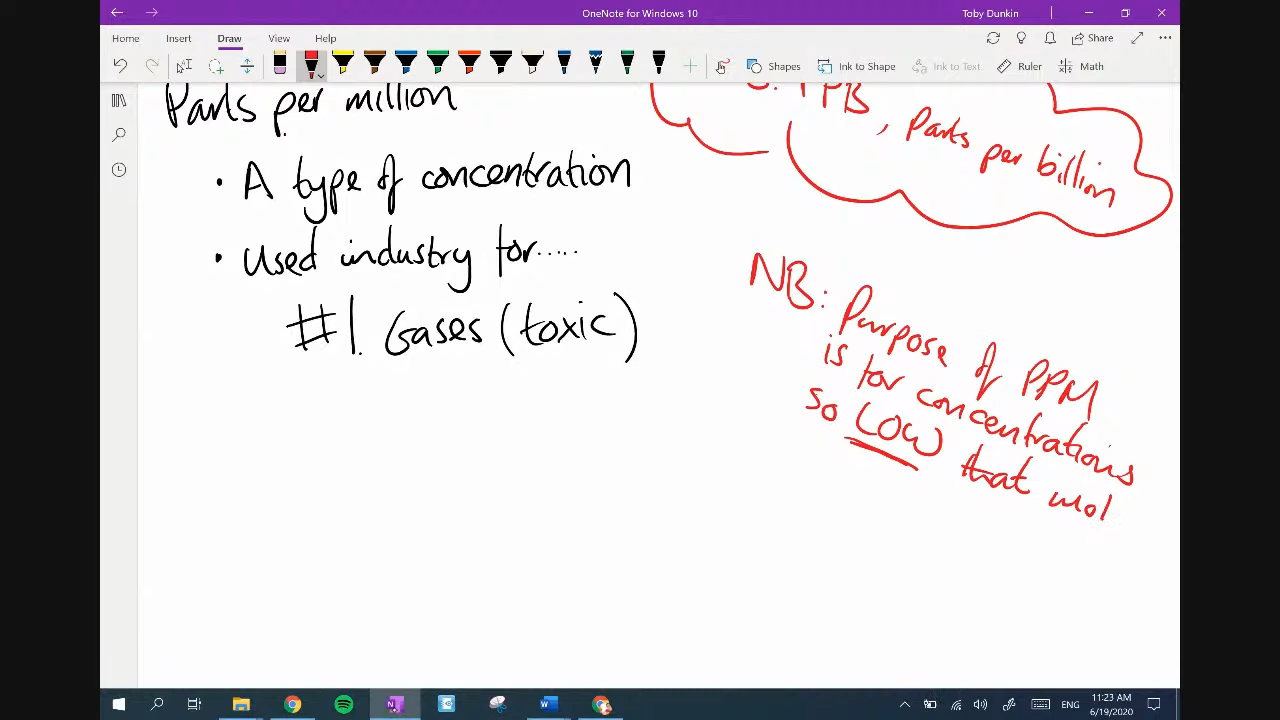 OneNote for Windows 10
Toby Dunkin
Home Insert Draw View Help
Share
Shapes
Ink to Shape
Ink to Text
Ruler
Math
Parts per million
PPB, Parts per billion
• A type of concentration
• Used industry for.....
#1. Gases (toxic)
NB: Purpose of PPM
is for concentrations
so LOW that mol
ENG
11:23 AM
6/19/2020